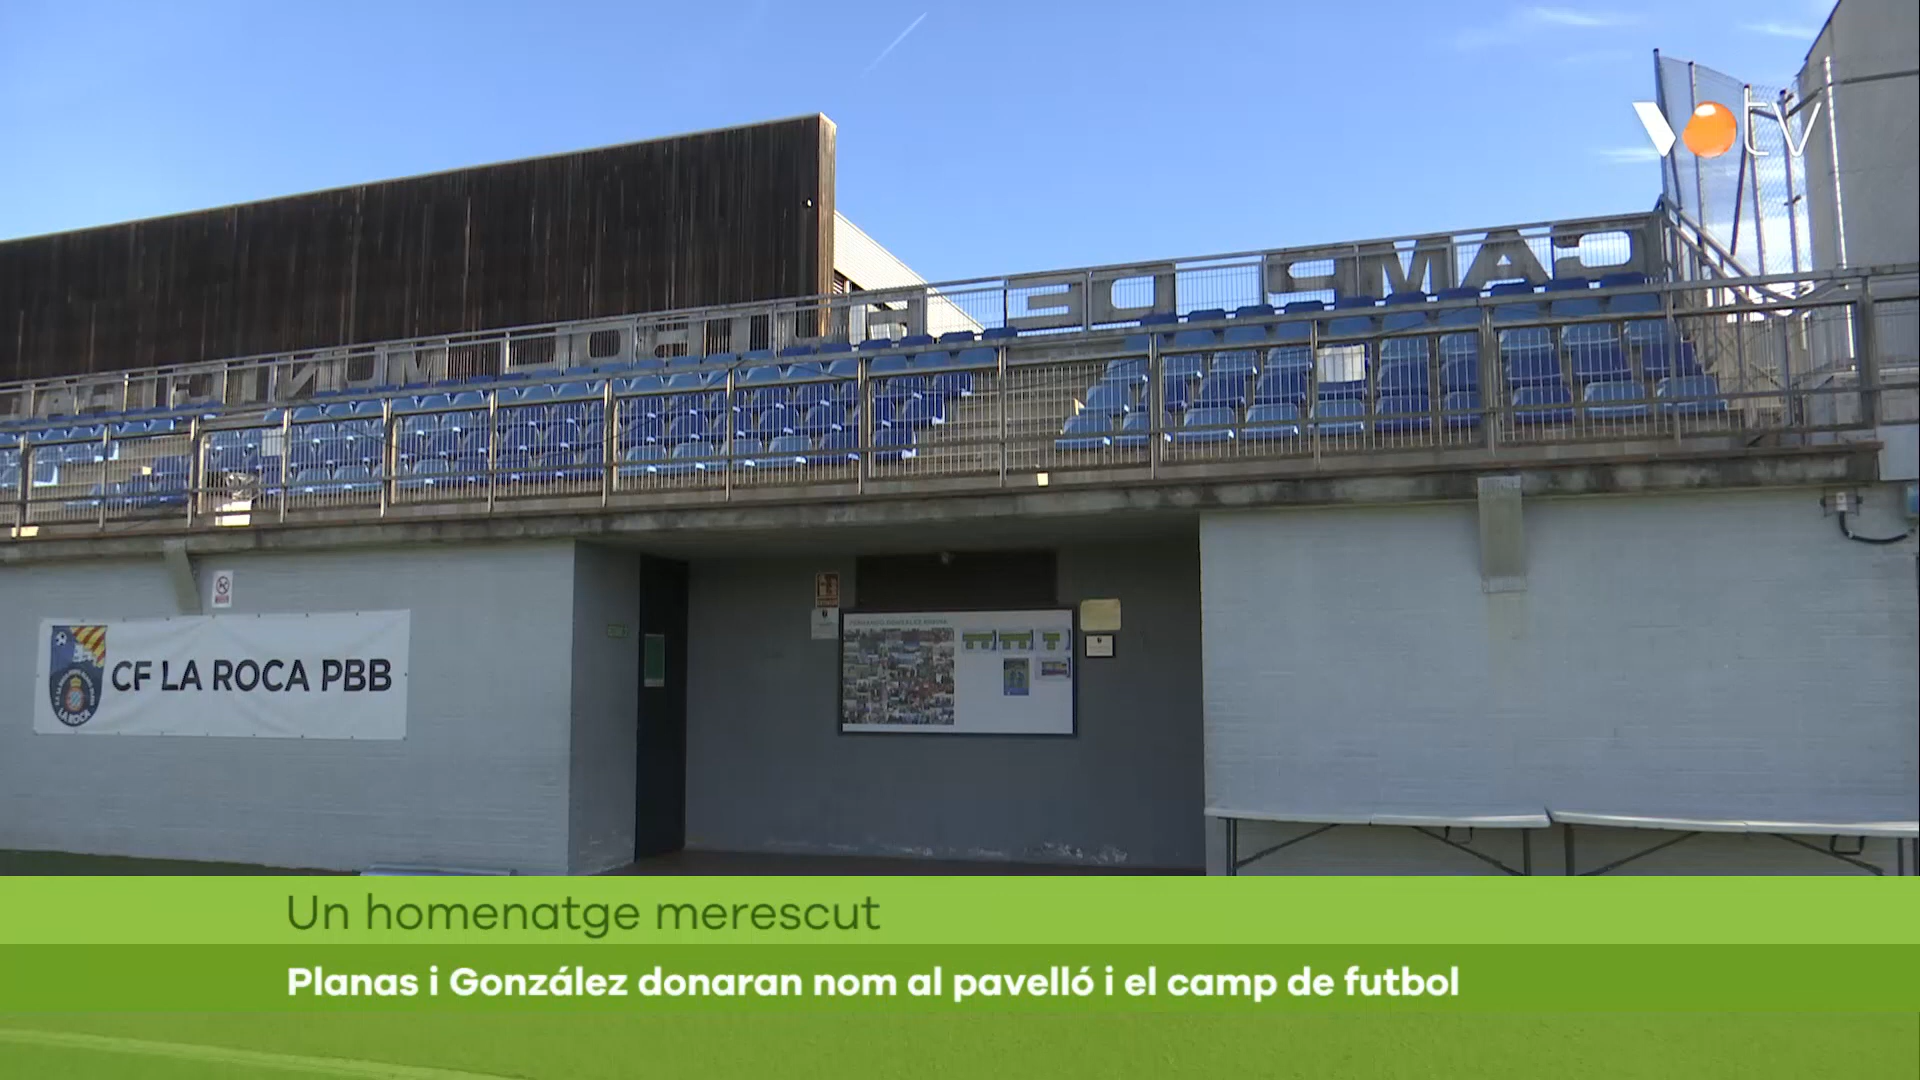 votv
CAMP DE FUTBOL MUNICIPAL
CF LA ROCA PBB
LA ROCA
Un homenatge merescut
Planas i González donaran nom al pavelló i el camp de futbol